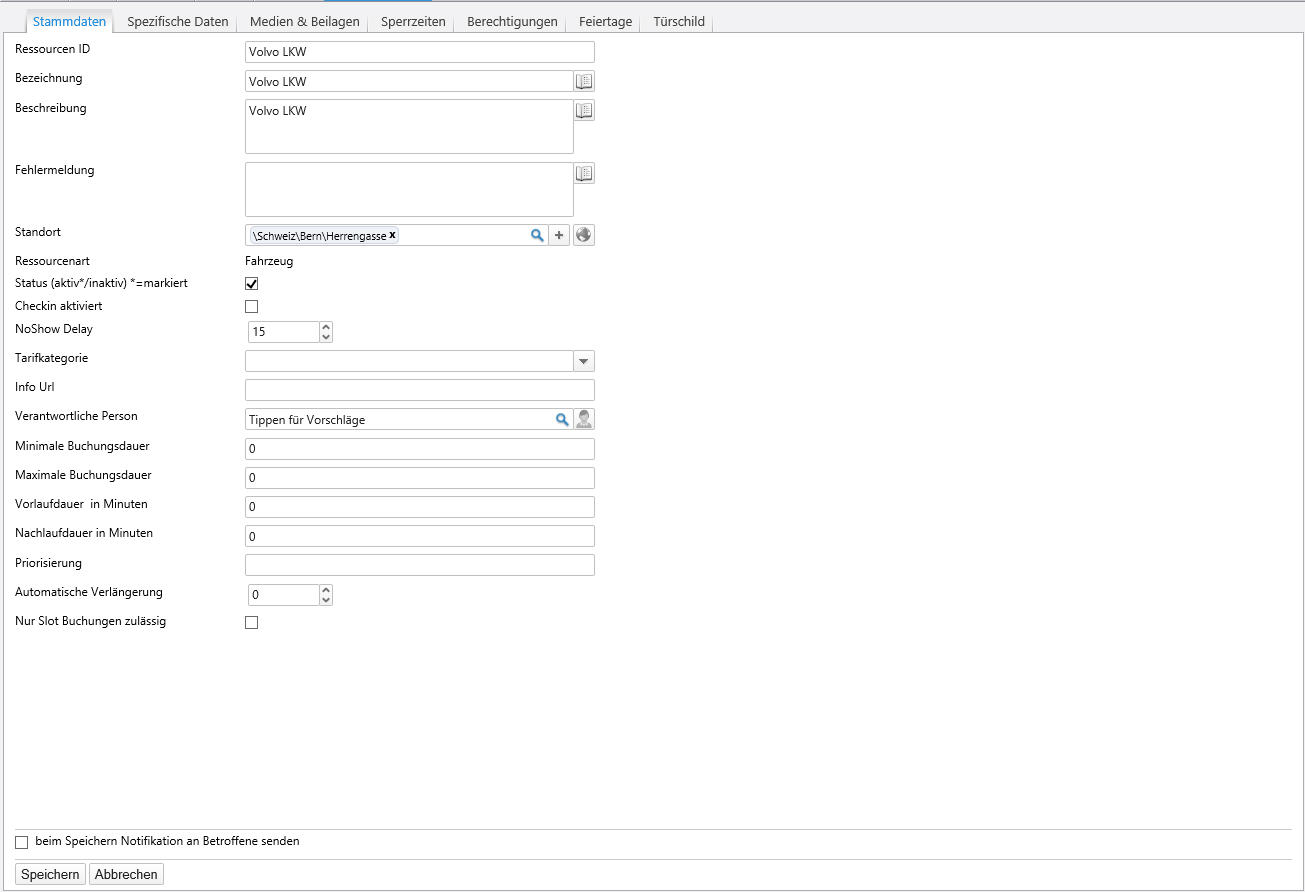 Stammdaten Spezifische Daten Medien & Beilagen Sperrzeiten Berechtigungen Feiertage Türschild
Ressourcen ID Volvo LKW
Bezeichnung Volvo LKW
Beschreibung Volvo LKW
Fehlermeldung
Standort \Schweiz\Bern\Herrengasse x
Ressourcenart Fahrzeug
Status (aktiv*/inaktiv) *=markiert
Checkin aktiviert
NoShow Delay 15
Tarifkategorie
Info Url
Verantwortliche Person Tippen für Vorschläge
Minimale Buchungsdauer 0
Maximale Buchungsdauer 0
Vorlaufdauer  in Minuten 0
Nachlaufdauer in Minuten 0
Priorisierung
Automatische Verlängerung 0
Nur Slot Buchungen zulässig
beim Speichern Notifikation an Betroffene senden
Speichern Abbrechen